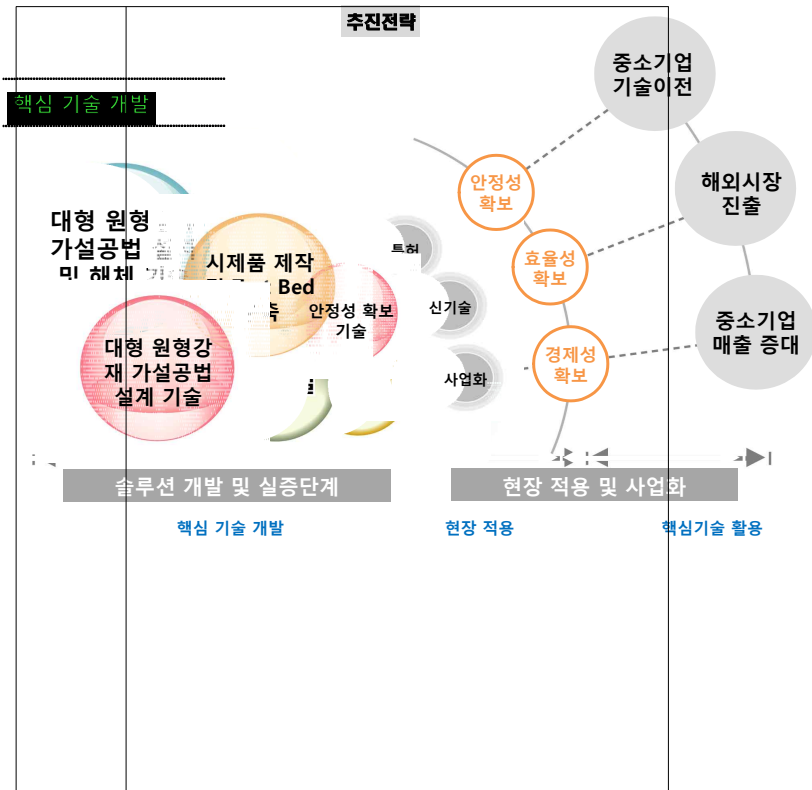 추진전략
핵심 기술 개발
중소기업
기술이전
해외시장
진출
중소기업
매출 증대
안정성
확보
효율성
확보
경제성
확보
특허
신기술
사업화
대형 원형
가설공법
및 해체
시제품 제작
Bed
안정성 확보
기술
대형 원형강
재 가설공법
설계 기술
솔루션 개발 및 실증단계
현장 적용 및 사업화
핵심 기술 개발
현장 적용
핵심기술 활용